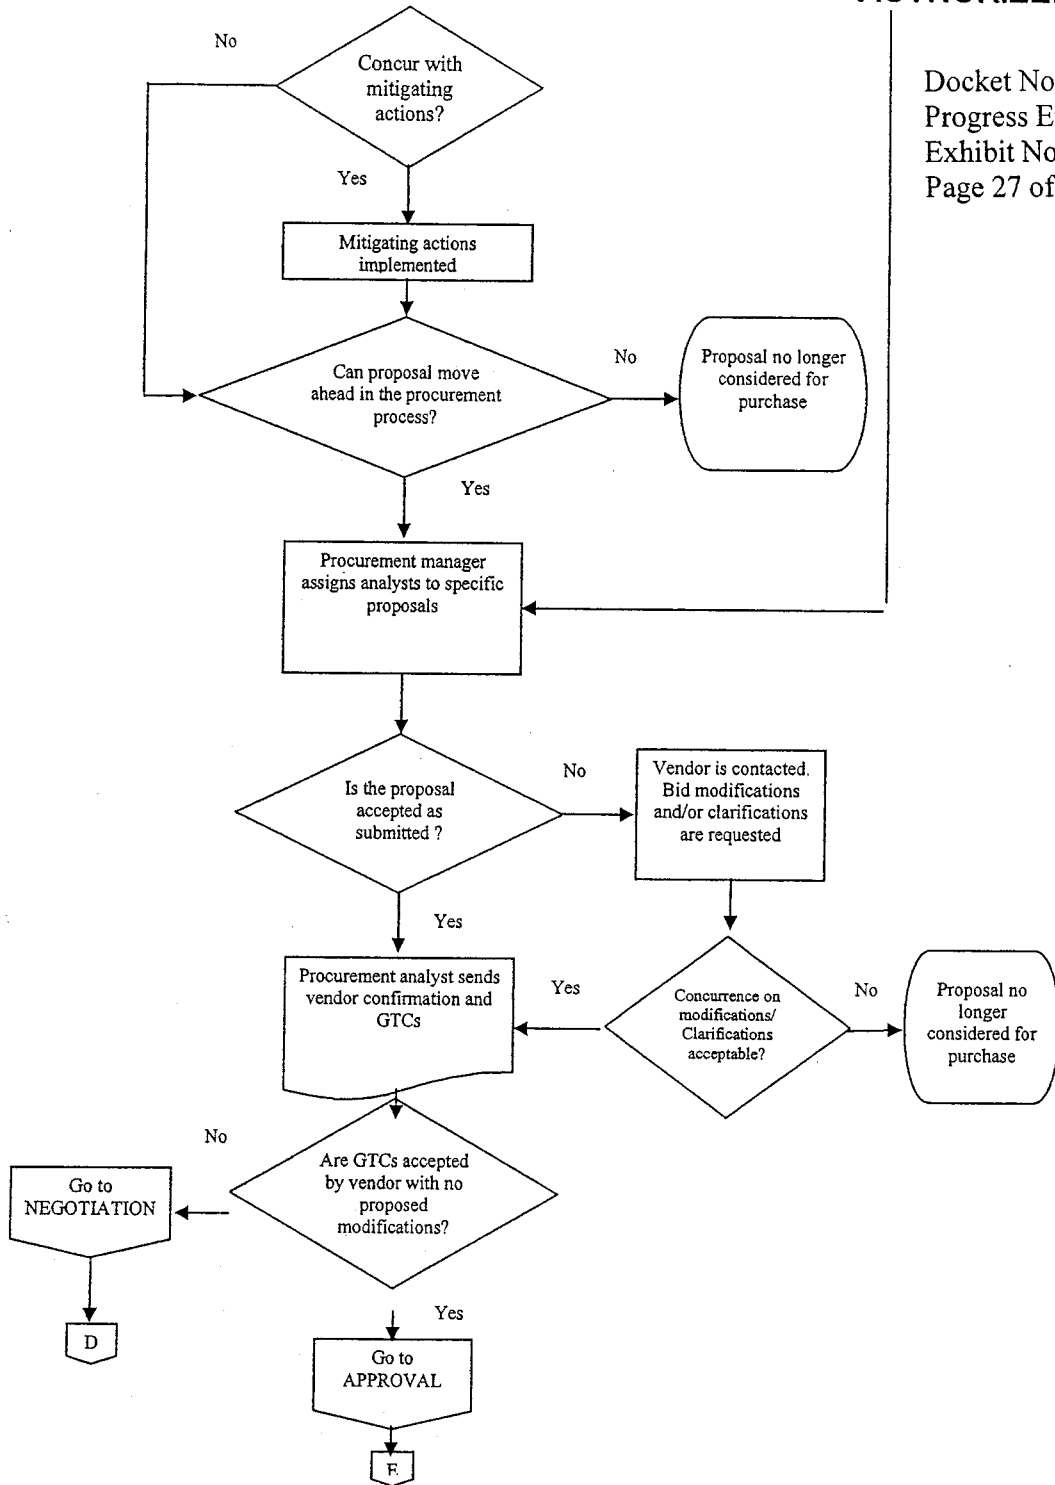 No
Concur with
mitigating
actions?
Docket No
Progress E
Exhibit No
Page 27 of
Yes
Mitigating actions
implemented
Can proposal move
ahead in the procurement
process?
No
Proposal no longer
considered for
purchase
Yes
Procurement manager
assigns analysts to specific
proposals
Is the proposal
accepted as
submitted ?
No
Vendor is contacted.
Bid modifications
and/or clarifications
are requested
Yes
Procurement analyst sends
vendor confirmation and
GTCs
Yes
Concurrence on
modifications/
Clarifications
acceptable?
No
Proposal no
longer
considered for
purchase
No
Are GTCs accepted
by vendor with no
proposed
modifications?
Go to
NEGOTIATION
D
Yes
Go to
APPROVAL
E